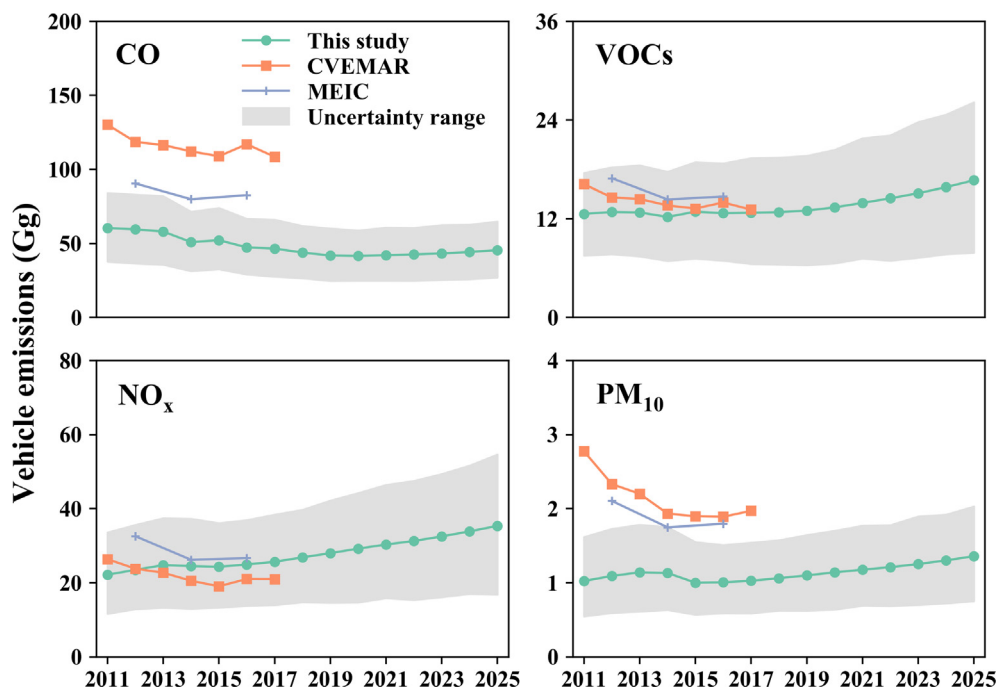 Vehicle emissions (Gg)
200
150
100
50
0
CO
This study
CVEMAR
MEIC
Uncertainty range
36
24
12
0
VOCs
80
60
40
20
0
NOx
2011 2013 2015 2017 2019 2021 2023 2025
4
3
2
1
0
PM10
2011 2013 2015 2017 2019 2021 2023 2025